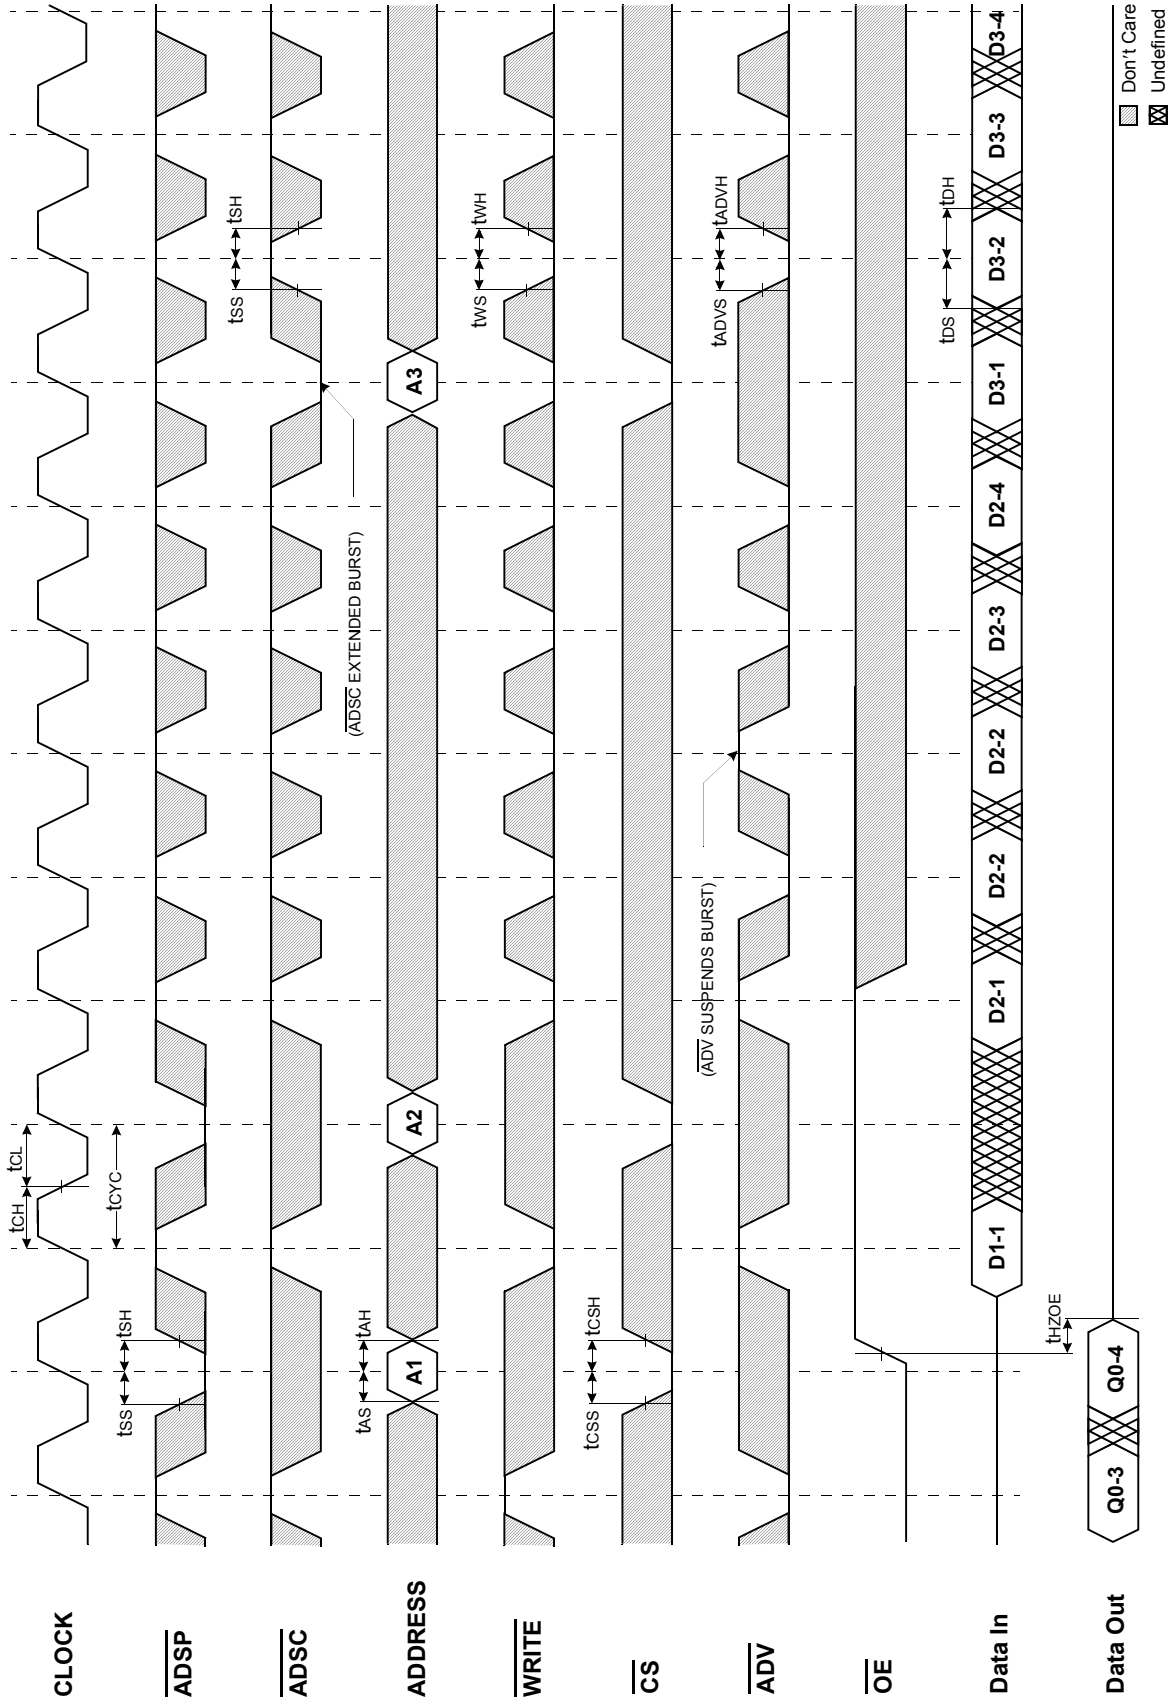 CLOCK
tCH
tCL
tCYC
ADSP
tSS
tSH
ADSC
tSS
tSH
(ADSC EXTENDED BURST)
ADDRESS
tAS
tAH
A1
A2
A3
WRITE
tWS
tWH
CS
tCSS
tCSH
ADV
(ADV SUSPENDS BURST)
tADVS
tADVH
OE
Data In
D1-1
D2-1
D2-2
D2-2
D2-3
D2-4
D3-1
D3-2
D3-3
D3-4
tDS
tDH
tHZOE
Data Out
Q0-3
Q0-4
Don't Care
Undefined